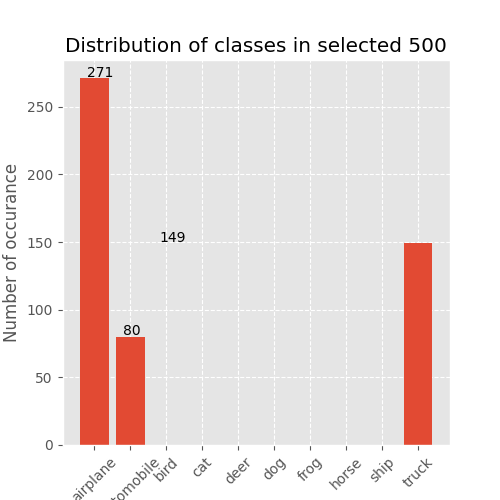 Distribution of classes in selected 500
Number of occurance
250
200
150
100
50
0
271
80
149
airplane
tomobile
bird
cat
deer
dog
frog
horse
ship
truck